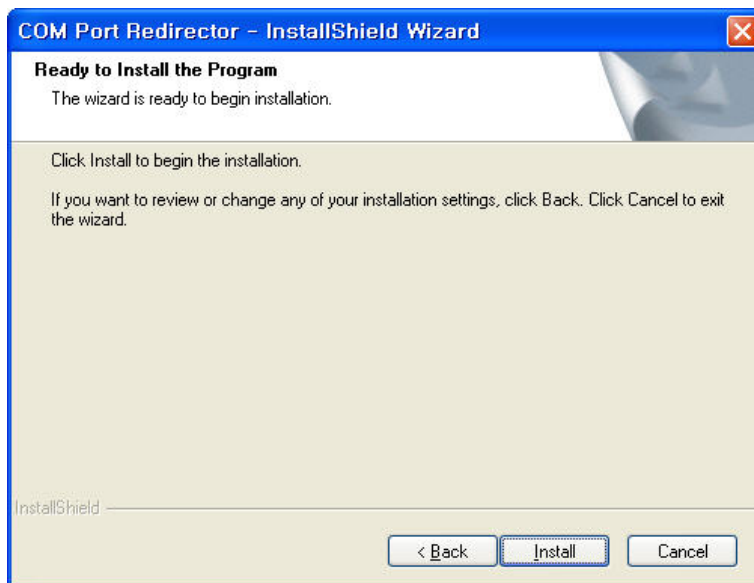 COM Port Redirector - InstallShield Wizard
Ready to Install the Program
The wizard is ready to begin installation.
Click Install to begin the installation.
If you want to review or change any of your installation settings, click Back. Click Cancel to exit
the wizard.
InstallShield
< Back
Install
Cancel